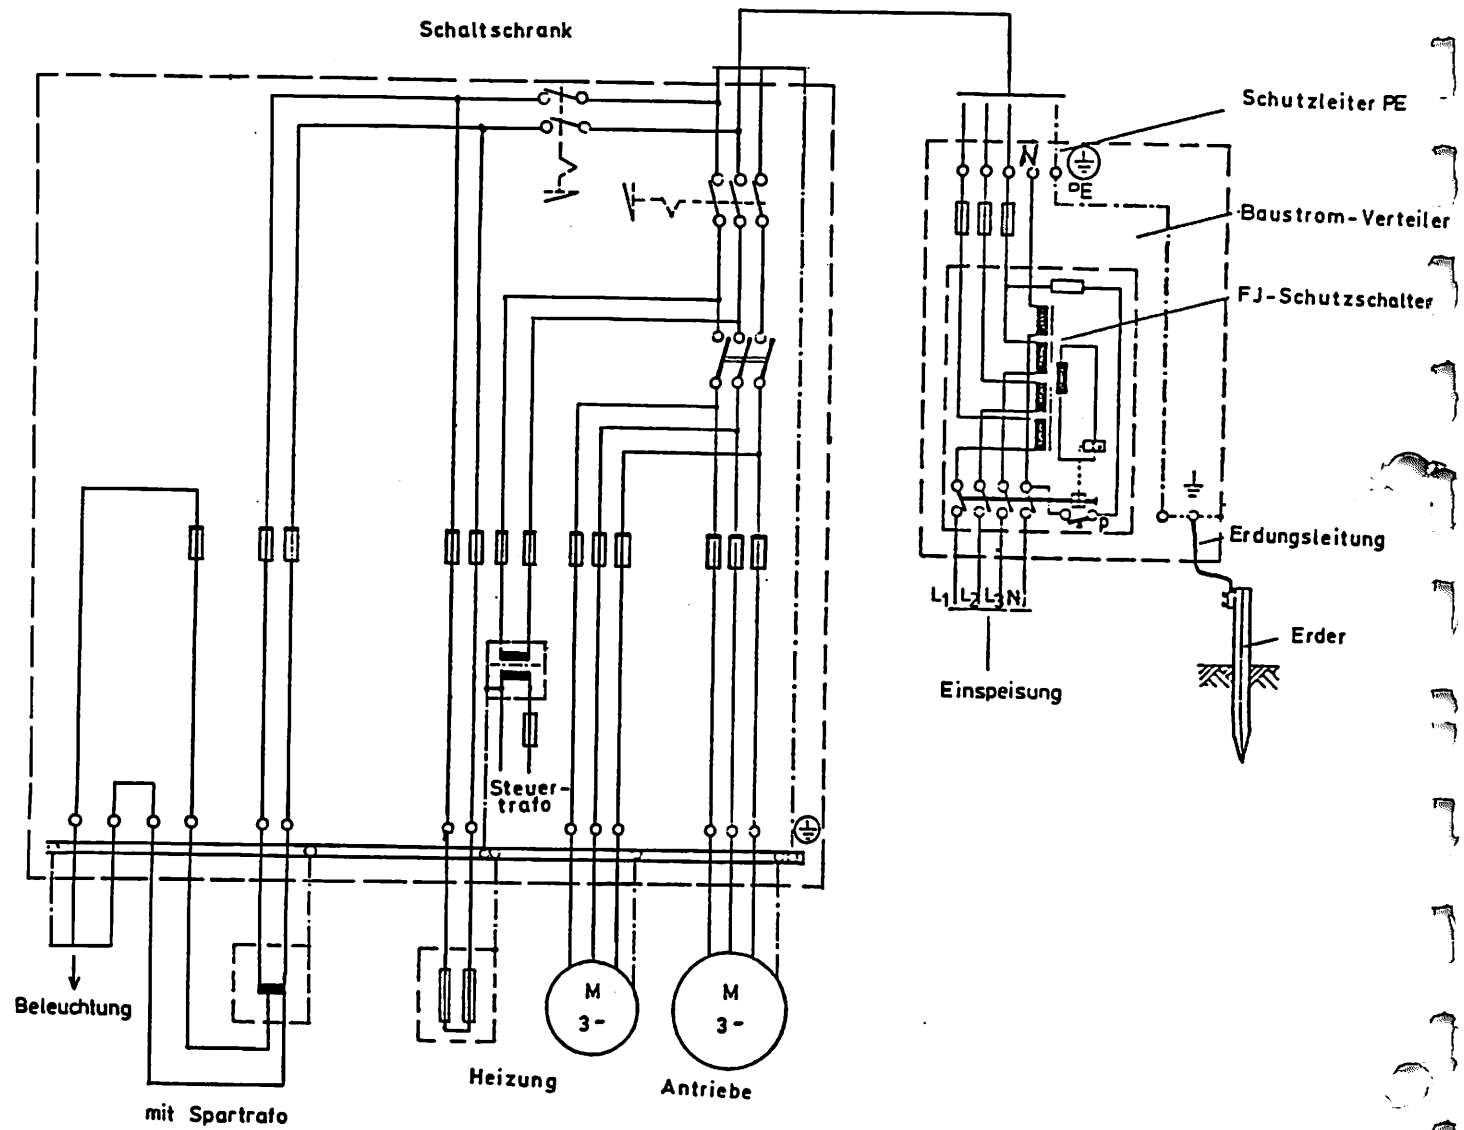 Schaltschrank
Schutzleiter PE
N
PE
Baustrom-Verteiler
FJ-Schutzschalter
P
Erdungsleitung
L1 L2 L3 N
Erder
Einspeisung
Steuer-
trafo
Beleuchtung
M
3~
M
3~
Heizung
Antriebe
mit Spartrafo